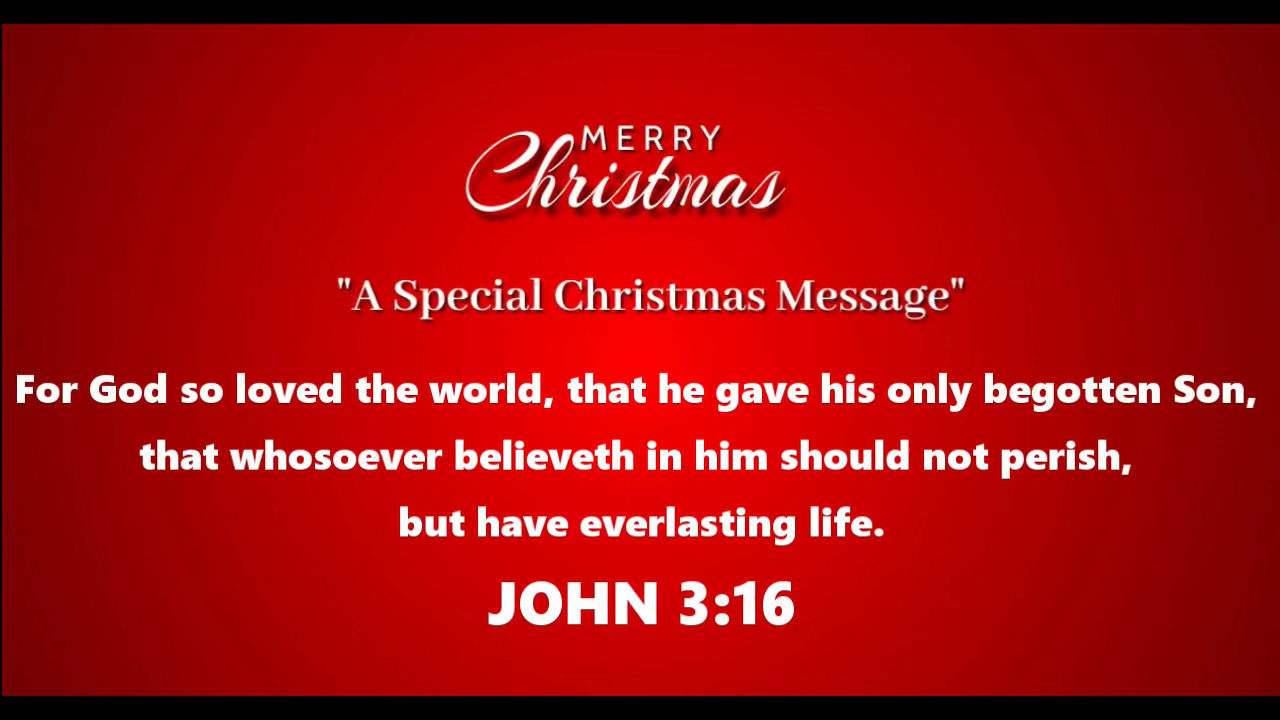 MERRY
Christmas
"A Special Christmas Message"
For God so loved the world, that he gave his only begotten Son,
that whosoever believeth in him should not perish,
but have everlasting life.
JOHN 3:16